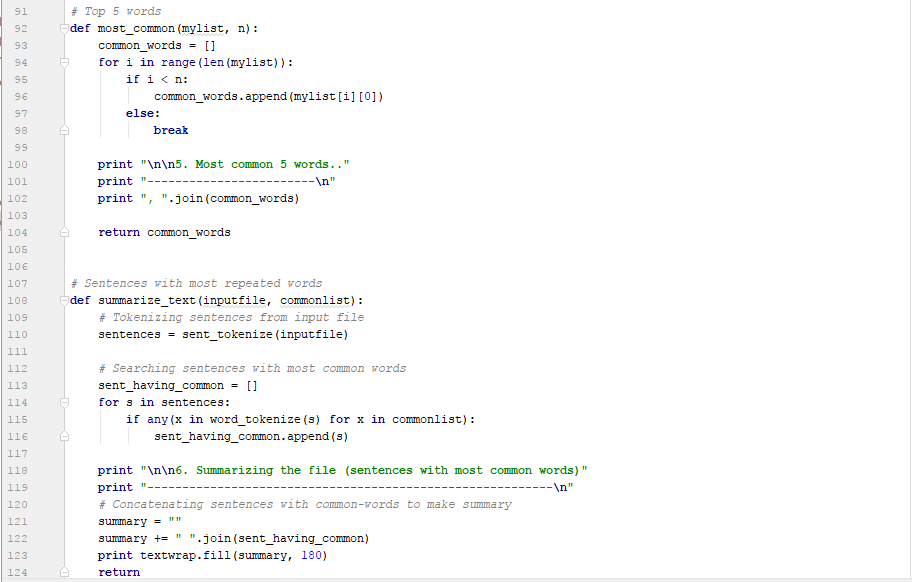 91 # Top 5 words
92 def most_common(mylist, n):
93     common_words = []
94     for i in range(len(mylist)):
95         if i < n:
96             common_words.append(mylist[i][0])
97         else:
98             break
99
100     print "\n\n5. Most common 5 words.."
101     print "------------------------\n"
102     print ", ".join(common_words)
103
104     return common_words
105
106
107 # Sentences with most repeated words
108 def summarize_text(inputfile, commonlist):
109     # Tokenizing sentences from input file
110     sentences = sent_tokenize(inputfile)
111
112     # Searching sentences with most common words
113     sent_having_common = []
114     for s in sentences:
115         if any(x in word_tokenize(s) for x in commonlist):
116             sent_having_common.append(s)
117
118     print "\n\n6. Summarizing the file (sentences with most common words)"
119     print "----------------------------------------------------------\n"
120     # Concatenating sentences with common-words to make summary
121     summary = ""
122     summary += " ".join(sent_having_common)
123     print textwrap.fill(summary, 180)
124     return